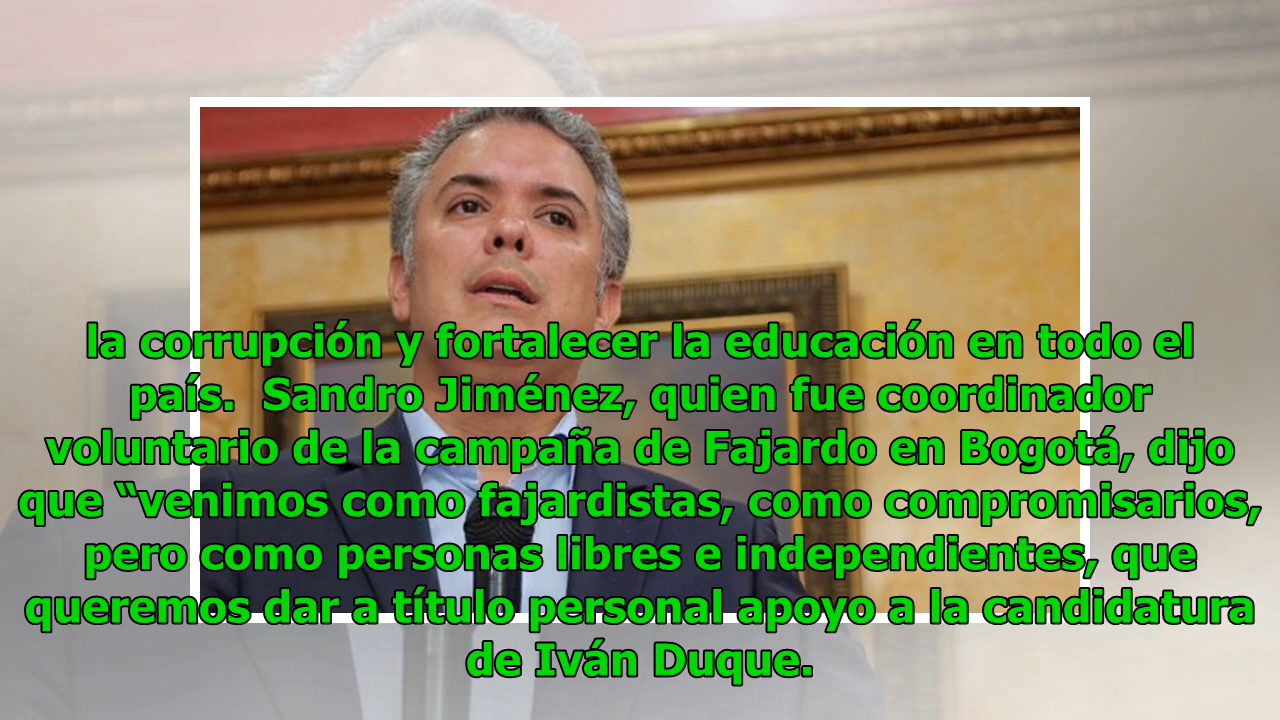 la corrupción y fortalecer la educación en todo el
país.  Sandro Jiménez, quien fue coordinador
voluntario de la campaña de Fajardo en Bogotá, dijo
que “venimos como fajardistas, como compromisarios,
pero como personas libres e independientes, que
queremos dar a título personal apoyo a la candidatura
de Iván Duque.